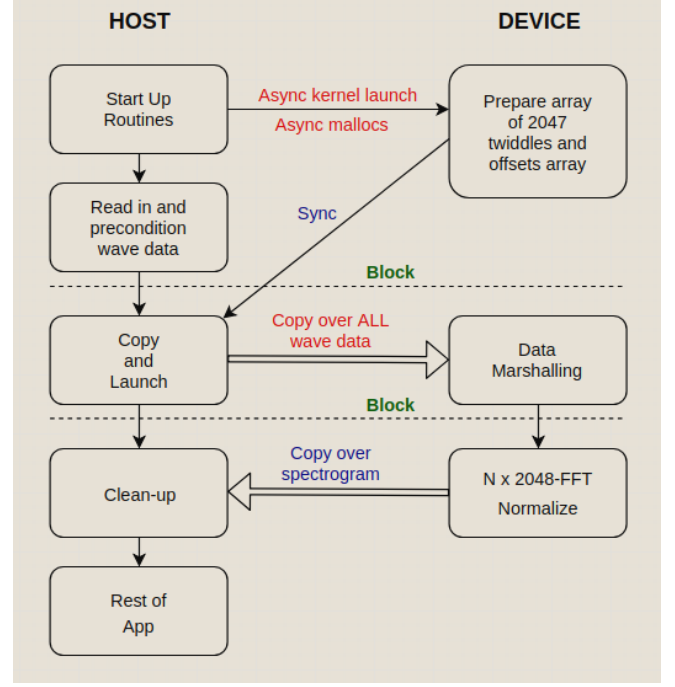 HOST
DEVICE
Start Up
Routines
Async kernel launch
Async mallocs
Prepare array
of 2047
twiddles and
offsets array
Read in and
precondition
wave data
Sync
Block
Copy
and
Launch
Copy over ALL
wave data
Data
Marshalling
Block
Clean-up
Copy over
spectrogram
N x 2048-FFT
Normalize
Rest of
App